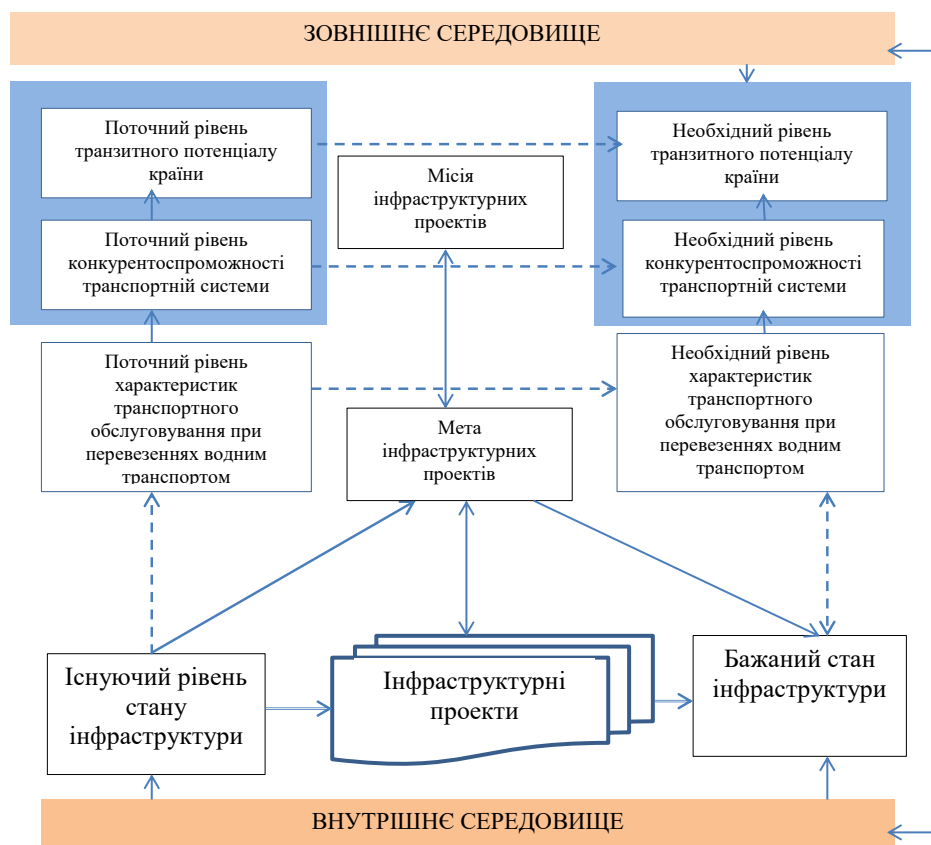 ЗОВНІШНЄ СЕРЕДОВИЩЕ
Поточний рівень
транзитного потенціалу
країни
Необхідний рівень
транзитного потенціалу
країни
Місія
інфраструктурних
проектів
Поточний рівень
конкурентоспроможності
транспортній системи
Необхідний рівень
конкурентоспроможності
транспортній системи
Поточний рівень
характеристик
транспортного
обслуговування при
перевезеннях водним
транспортом
Необхідний рівень
характеристик
транспортного
обслуговування при
перевезеннях водним
транспортом
Мета
інфраструктурних
проектів
Існуючий рівень
стану
інфраструктури
Інфраструктурні
проекти
Бажаний стан
інфраструктури
ВНУТРІШНЄ СЕРЕДОВИЩЕ